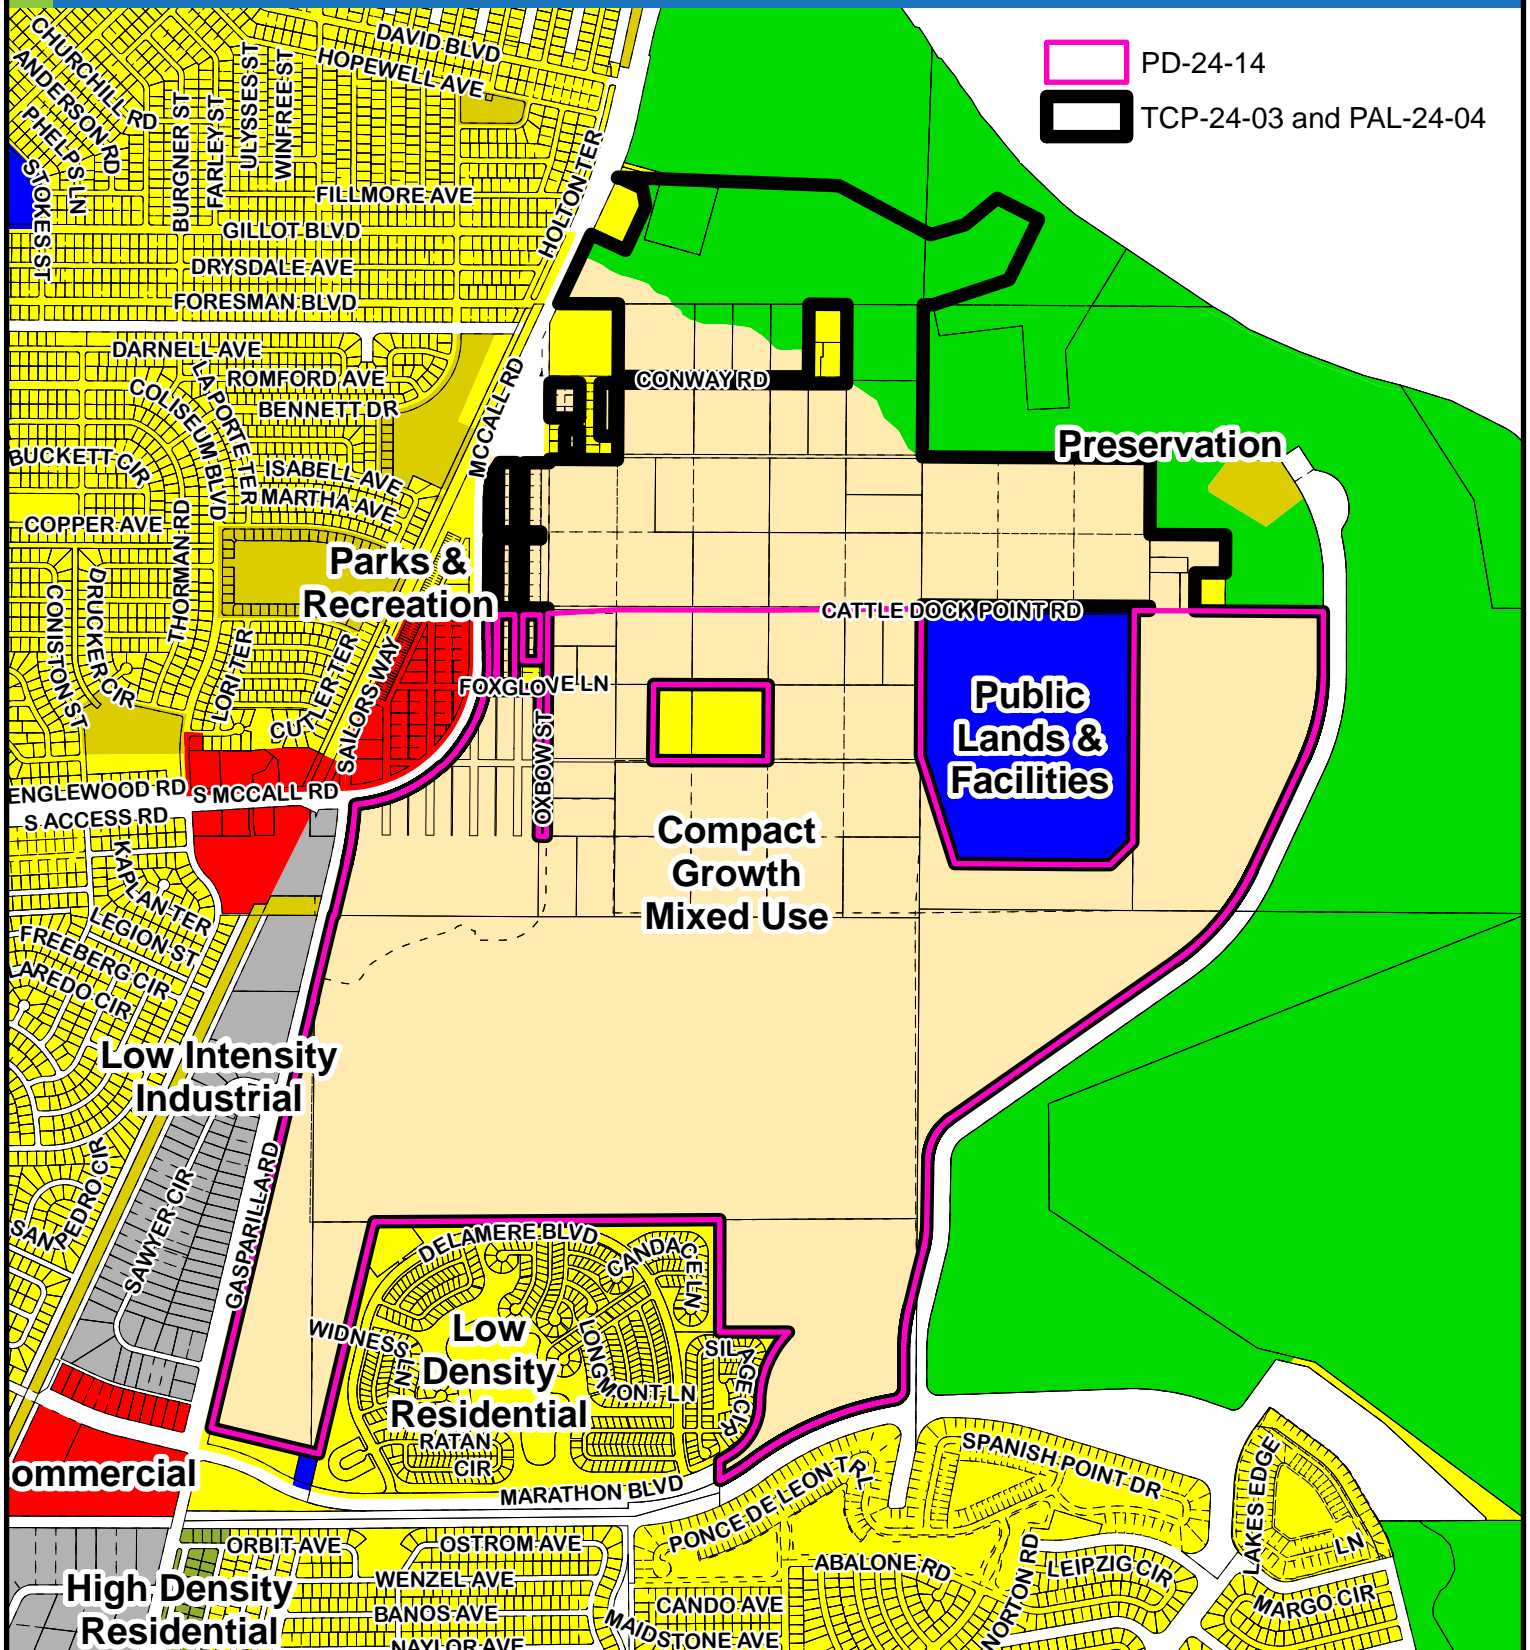 PD-24-14
TCP-24-03 and PAL-24-04
DAVID BLVD
HOPEWELL AVE
CHURCHILL RD
ANDERSON RD
PHELPS LN
STOKES ST
BURGNER ST
FARLEY ST
ULYSSES ST
WINFREE ST
HOLTON TER
FILLMORE AVE
GILLOT BLVD
DRYSDALE AVE
FORESMAN BLVD
DARNELL AVE
ROMFORD AVE
BENNETT DR
LA PORTE TER
COLISEUM BLVD
MCCALL RD
CONWAY RD
BUCKETT CIR
ISABELL AVE
MARTHA AVE
COPPER AVE
THORMAN RD
Preservation
Parks &
Recreation
CONISTON ST
DRUCKER CIR
LORI TER
CUTLER TER
SAILORS WAY
CATTLE DOCK POINT RD
FOXGLOVE LN
OXBOW ST
Public
Lands &
Facilities
ENGLEWOOD RD
S MCCALL RD
S ACCESS RD
Compact
Growth
Mixed Use
KAPLAN TER
LEGION ST
FREEBERG CIR
LAREDO CIR
Low Intensity
Industrial
SAN PEDRO CIR
SAWYER CIR
GASPARILLA RD
DELAMERE BLVD
CANDACE LN
WIDNESS LN
Low
Density
Residential
LONGMONT LN
SILAGE CIR
RATAN
CIR
ommercial
MARATHON BLVD
PONCE DE LEON TRL
SPANISH POINT DR
LAKES EDGE
LN
ORBIT AVE
OSTROM AVE
WENZEL AVE
ABALONE RD
NORTON RD
LEIPZIG CIR
High Density
Residential
BANOS AVE
CANDO AVE
MARGO CIR
NAYLOR AVE
MAIDSTONE AVE